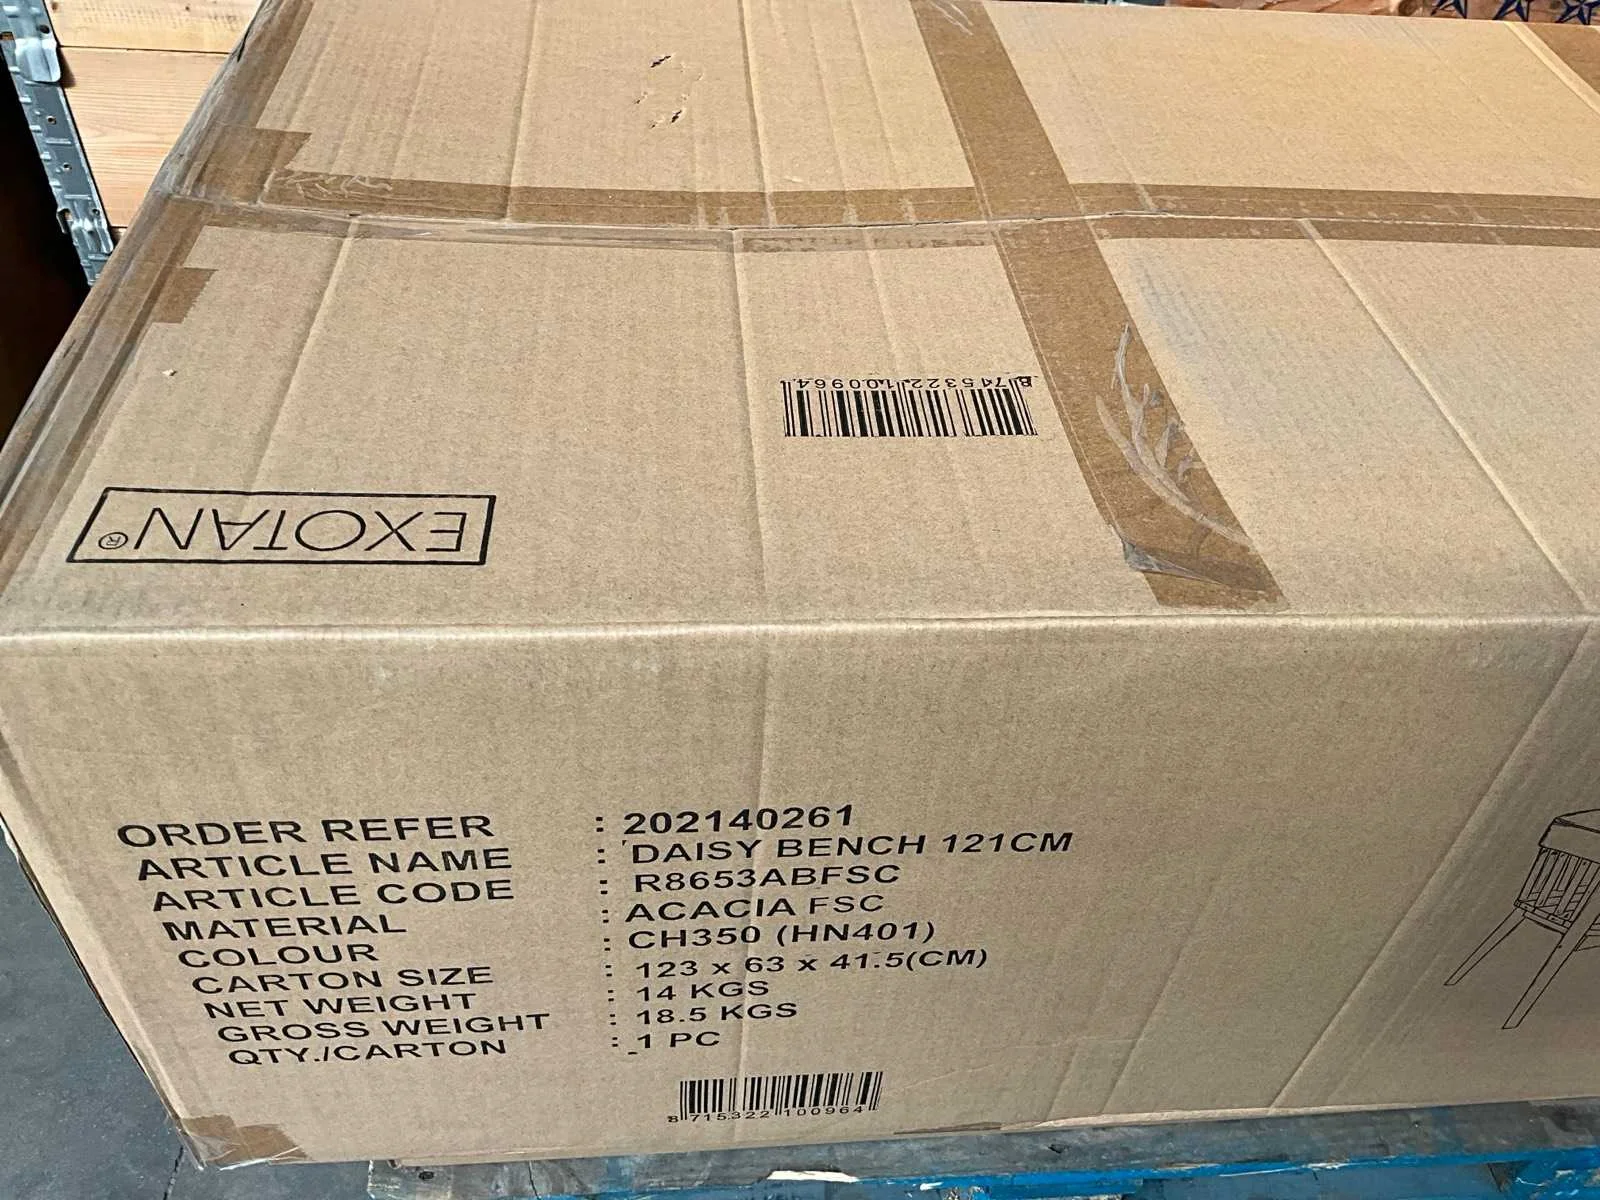 8 715322 100964
EXOTAN®
ORDER REFER : 202140261
ARTICLE NAME : DAISY BENCH 121CM
ARTICLE CODE : R8653ABFSC
MATERIAL : ACACIA FSC
COLOUR : CH350 (HN401)
CARTON SIZE : 123 x 63 x 41.5(CM)
NET WEIGHT : 14 KGS
GROSS WEIGHT : 18.5 KGS
QTY./CARTON : 1 PC
8 715322 100964